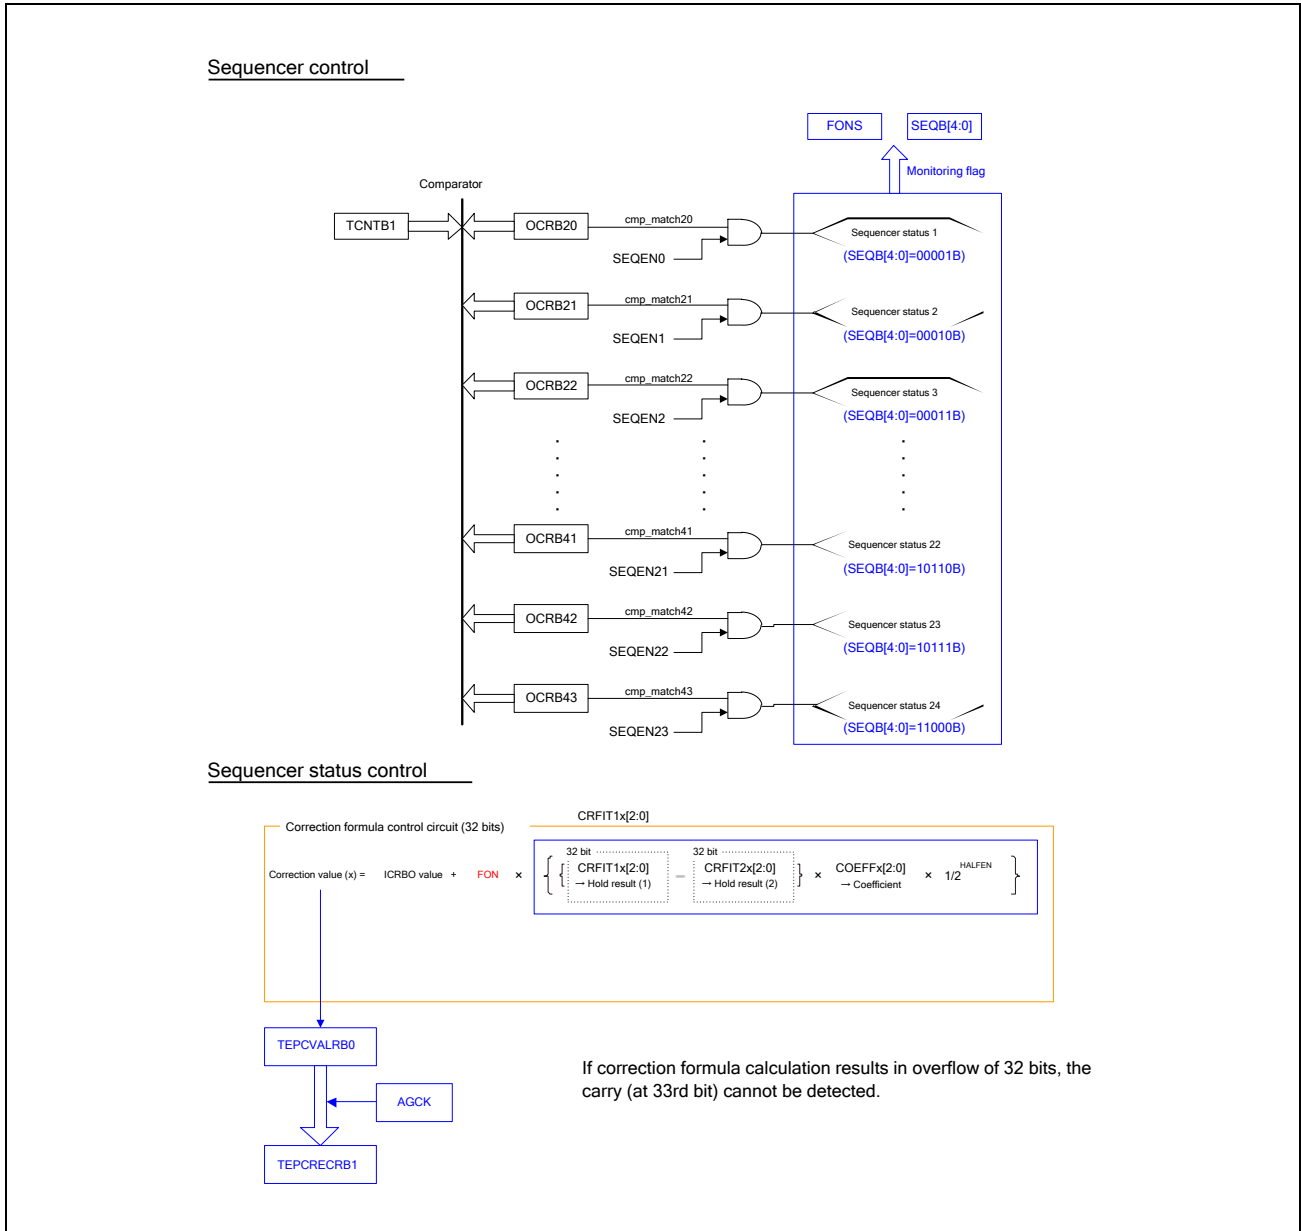 Sequencer control
FONS
SEQB[4:0]
Monitoring flag
Comparator
TCNTB1
OCRB20
cmp_match20
SEQEN0
Sequencer status 1
(SEQB[4:0]=00001B)
OCRB21
cmp_match21
SEQEN1
Sequencer status 2
(SEQB[4:0]=00010B)
OCRB22
cmp_match22
SEQEN2
Sequencer status 3
(SEQB[4:0]=00011B)
OCRB41
cmp_match41
SEQEN21
Sequencer status 22
(SEQB[4:0]=10110B)
OCRB42
cmp_match42
SEQEN22
Sequencer status 23
(SEQB[4:0]=10111B)
OCRB43
cmp_match43
SEQEN23
Sequencer status 24
(SEQB[4:0]=11000B)
Sequencer status control
CRFIT1x[2:0]
Correction formula control circuit (32 bits)
32 bit
32 bit
Correction value (x) = ICRBO value + FON × { { CRFIT1x[2:0] – CRFIT2x[2:0] } × COEFFx[2:0] × 1/2 HALFEN }
→ Hold result (1)
→ Hold result (2)
→ Coefficient
TEPCVALRB0
AGCK
TEPCRECRB1
If correction formula calculation results in overflow of 32 bits, the
carry (at 33rd bit) cannot be detected.